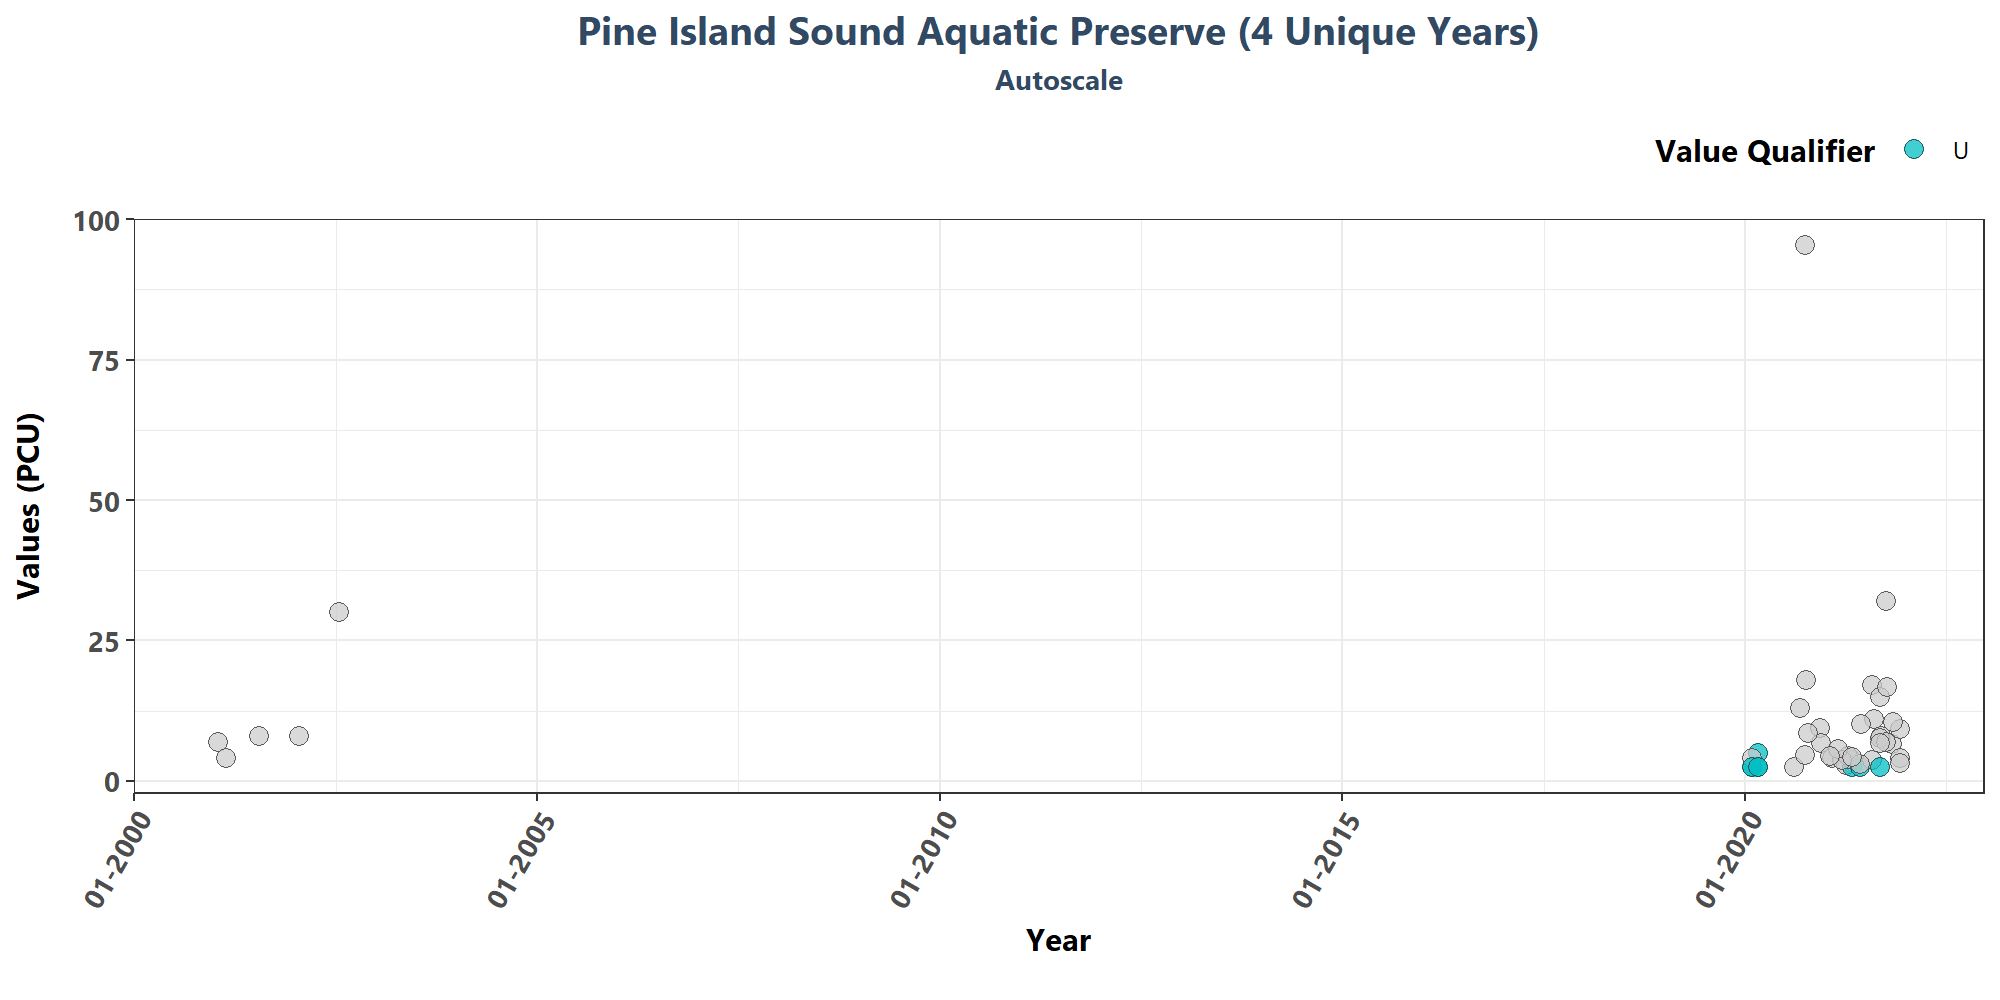 Pine Island Sound Aquatic Preserve (4 Unique Years)
Autoscale
Value Qualifier U
100
75
50
25
0
Values (PCU)
01-2000
01-2005
01-2010
01-2015
01-2020
Year